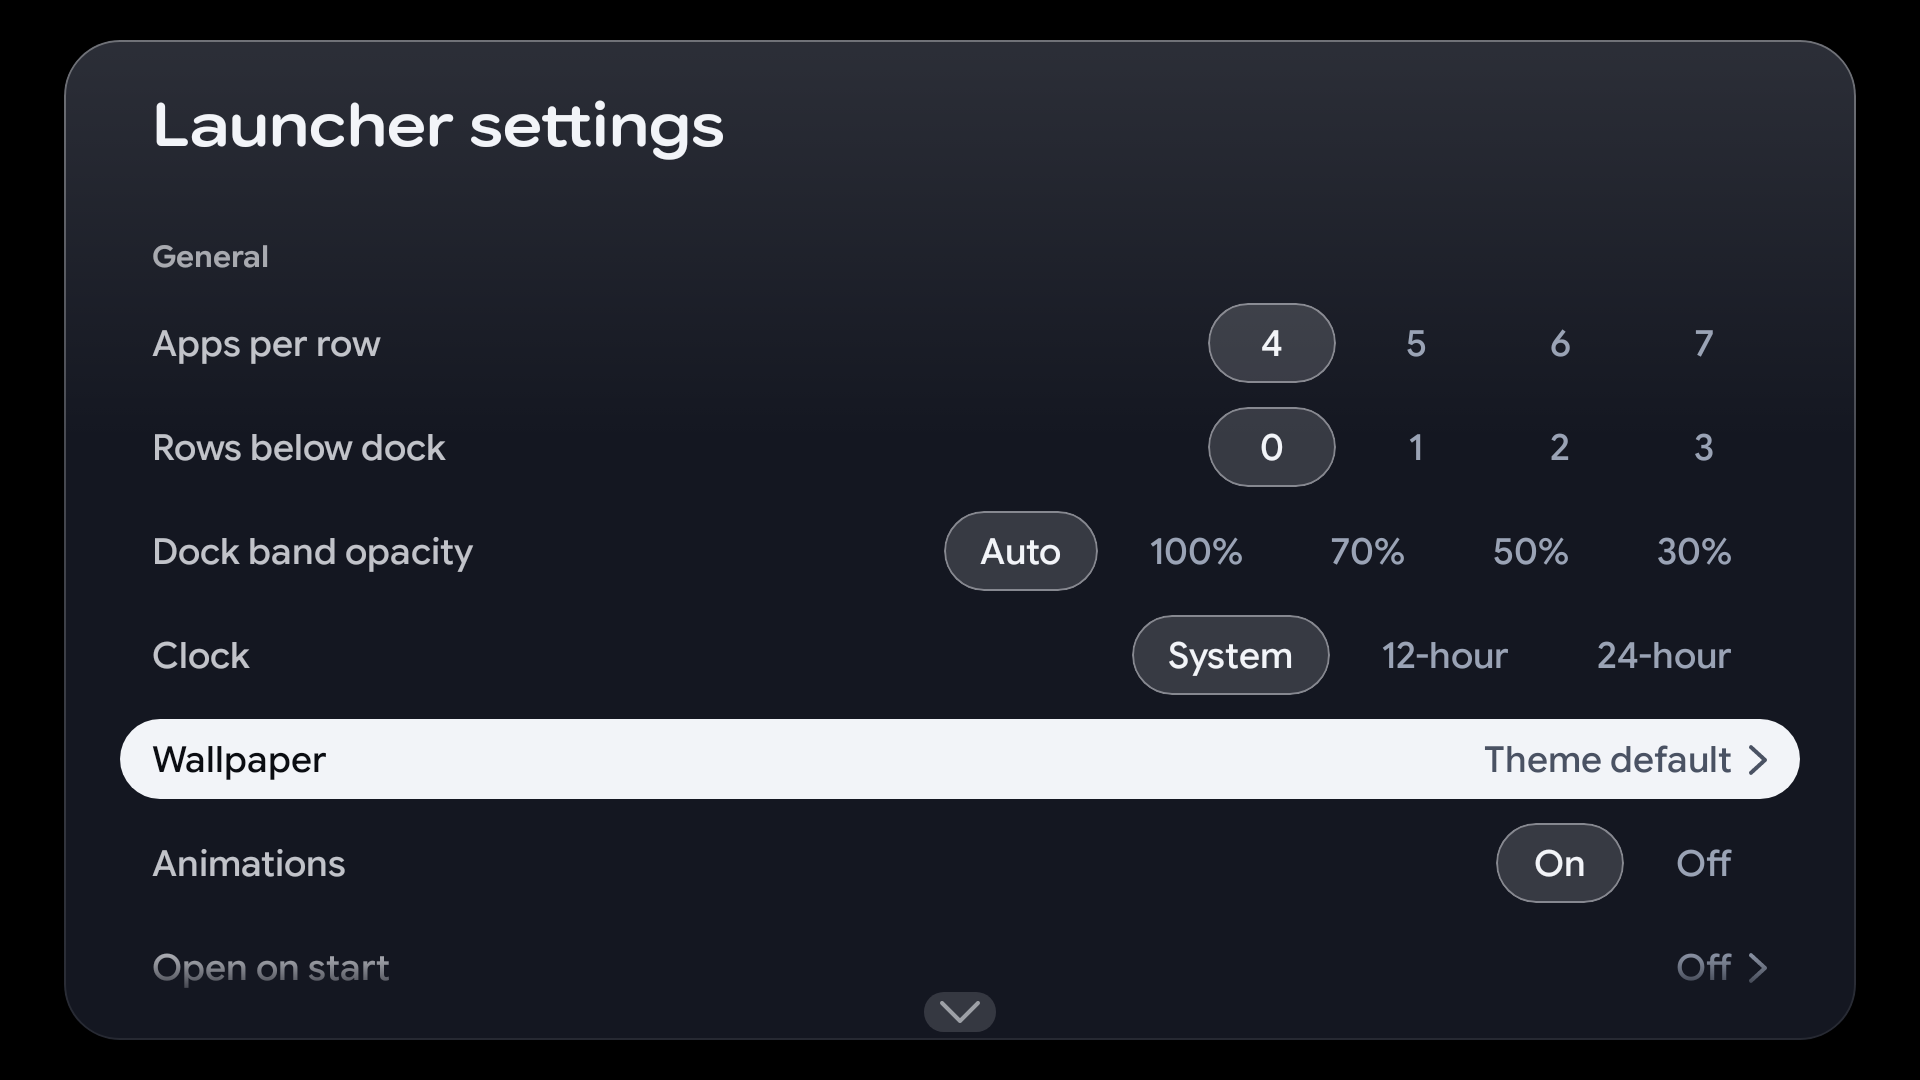 Launcher settings
General
Apps per row 4 5 6 7
Rows below dock 0 1 2 3
Dock band opacity Auto 100% 70% 50% 30%
Clock System 12-hour 24-hour
Wallpaper Theme default
Animations On Off
Open on start Off